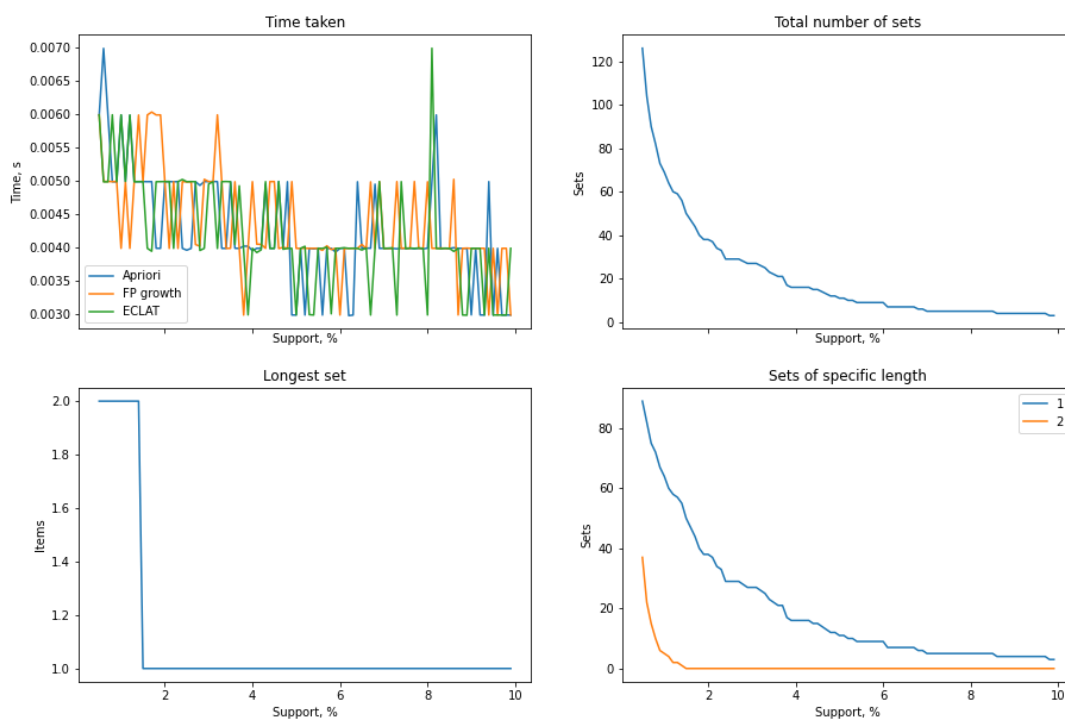 Time taken
Time, s
0.0070
0.0065
0.0060
0.0055
0.0050
0.0045
0.0040
0.0035
0.0030
Apriori
FP growth
ECLAT
Support, %
Total number of sets
Sets
120
100
80
60
40
20
0
Support, %
Longest set
Items
2.0
1.8
1.6
1.4
1.2
1.0
2 4 6 8 10
Support, %
Sets of specific length
Sets
80
60
40
20
0
1
2
2 4 6 8 10
Support, %